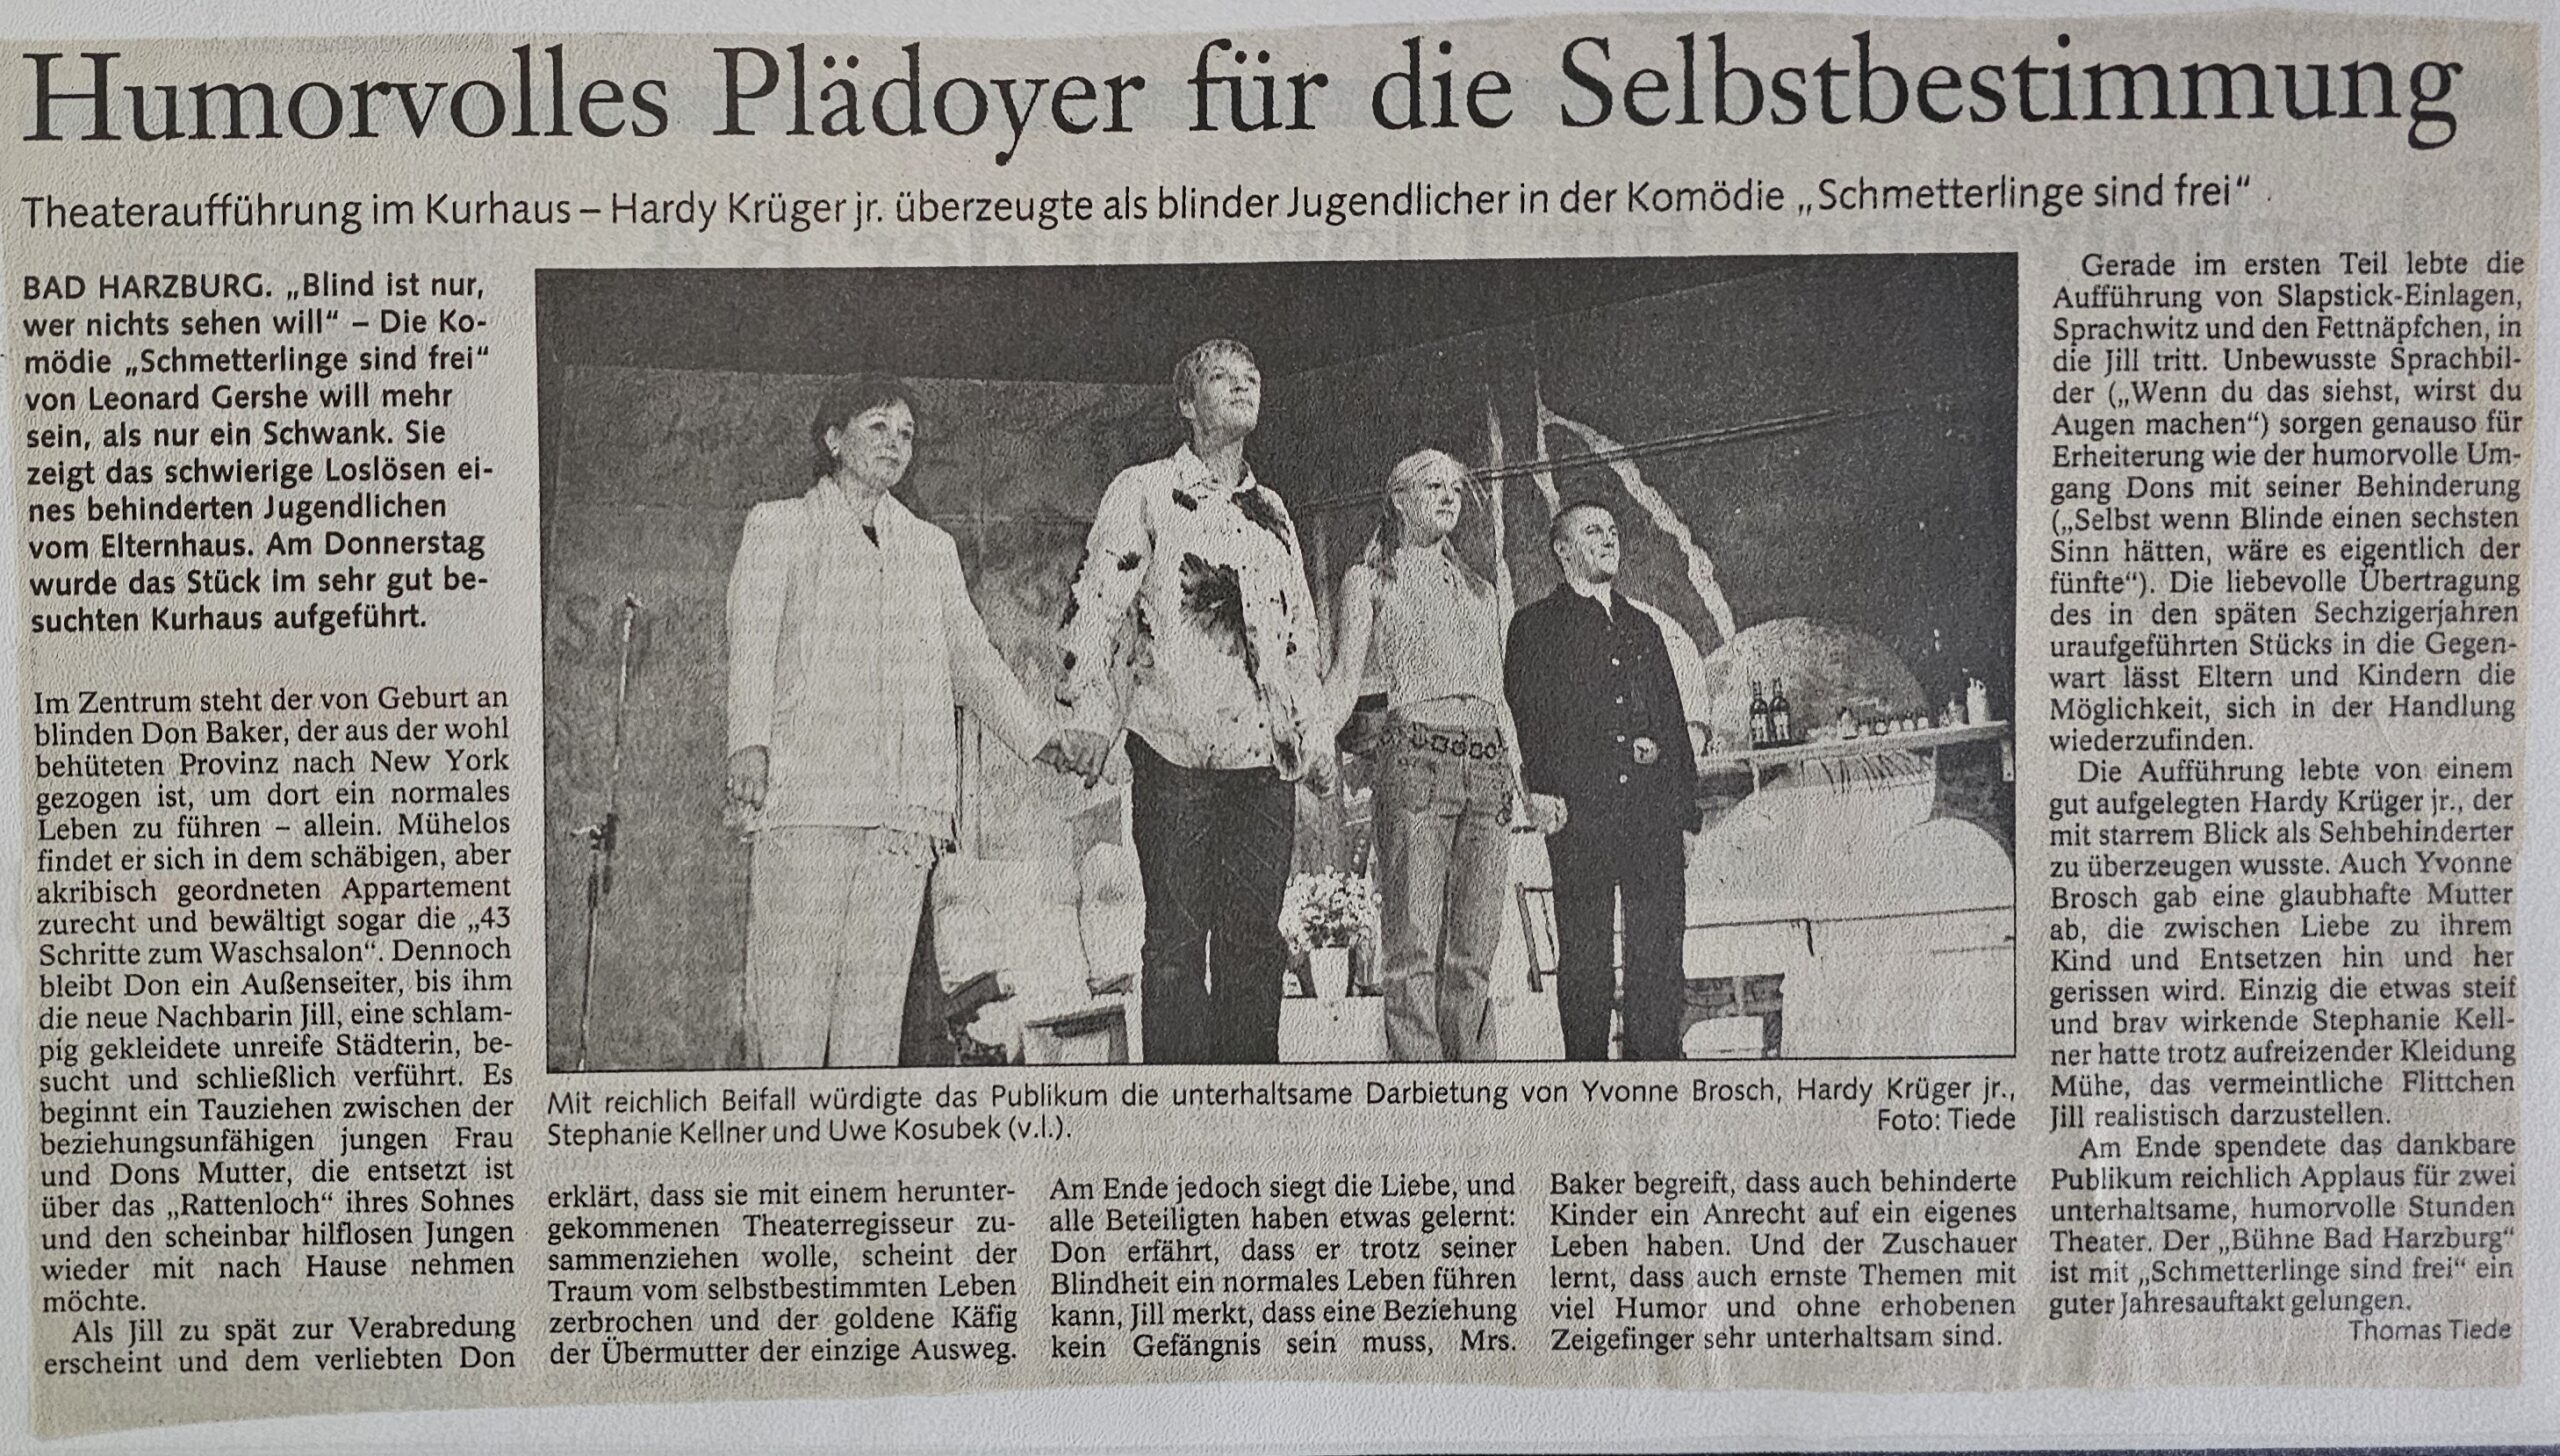 Humorvolles Plädoyer für die Selbstbestimmung
Theateraufführung im Kurhaus – Hardy Krüger jr. überzeugte als blinder Jugendlicher in der Komödie „Schmetterlinge sind frei“
BAD HARZBURG. „Blind ist nur,
wer nichts sehen will“ – Die Ko-
mödie „Schmetterlinge sind frei“
von Leonard Gershe will mehr
sein, als nur ein Schwank. Sie
zeigt das schwierige Loslösen ei-
nes behinderten Jugendlichen
vom Elternhaus. Am Donnerstag
wurde das Stück im sehr gut be-
suchten Kurhaus aufgeführt.
Im Zentrum steht der von Geburt an
blinden Don Baker, der aus der wohl
behüteten Provinz nach New York
gezogen ist, um dort ein normales
Leben zu führen – allein. Mühelos
findet er sich in dem schäbigen, aber
akribisch geordneten Appartement
zurecht und bewältigt sogar die „43
Schritte zum Waschsalon“. Dennoch
bleibt Don ein Außenseiter, bis ihm
die neue Nachbarin Jill, eine schlam-
pig gekleidete unreife Städterin, be-
sucht und schließlich verführt. Es
beginnt ein Tauziehen zwischen der
beziehungsunfähigen jungen Frau
und Dons Mutter, die entsetzt ist
über das „Rattenloch“ ihres Sohnes
und den scheinbar hilflosen Jungen
wieder mit nach Hause nehmen
möchte.
Als Jill zu spät zur Verabredung
erscheint und dem verliebten Don
Mit reichlich Beifall würdigte das Publikum die unterhaltsame Darbietung von Yvonne Brosch, Hardy Krüger jr.,
Stephanie Kellner und Uwe Kosubek (v.l.). Foto: Tiede
erklärt, dass sie mit einem herunter-
gekommenen Theaterregisseur zu-
sammenziehen wolle, scheint der
Traum vom selbstbestimmten Leben
zerbrochen und der goldene Käfig
der Übermutter der einzige Ausweg.
Am Ende jedoch siegt die Liebe, und
alle Beteiligten haben etwas gelernt:
Don erfährt, dass er trotz seiner
Blindheit ein normales Leben führen
kann, Jill merkt, dass eine Beziehung
kein Gefängnis sein muss, Mrs.
Baker begreift, dass auch behinderte
Kinder ein Anrecht auf ein eigenes
Leben haben. Und der Zuschauer
lernt, dass auch ernste Themen mit
viel Humor und ohne erhobenen
Zeigefinger sehr unterhaltsam sind.
Gerade im ersten Teil lebte die
Aufführung von Slapstick-Einlagen,
Sprachwitz und den Fettnäpfchen, in
die Jill tritt. Unbewusste Sprachbil-
der („Wenn du das siehst, wirst du
Augen machen“) sorgen genauso für
Erheiterung wie der humorvolle Um-
gang Dons mit seiner Behinderung
(„Selbst wenn Blinde einen sechsten
Sinn hätten, wäre es eigentlich der
fünfte“). Die liebevolle Übertragung
des in den späten Sechzigerjahren
uraufgeführten Stücks in die Gegen-
wart lässt Eltern und Kindern die
Möglichkeit, sich in der Handlung
wiederzufinden.
Die Aufführung lebte von einem
gut aufgelegten Hardy Krüger jr., der
mit starrem Blick als Sehbehinderter
zu überzeugen wusste. Auch Yvonne
Brosch gab eine glaubhafte Mutter
ab, die zwischen Liebe zu ihrem
Kind und Entsetzen hin und her
gerissen wird. Einzig die etwas steif
und brav wirkende Stephanie Kell-
ner hatte trotz aufreizender Kleidung
Mühe, das vermeintliche Flittchen
Jill realistisch darzustellen.
Am Ende spendete das dankbare
Publikum reichlich Applaus für zwei
unterhaltsame, humorvolle Stunden
Theater. Der „Bühne Bad Harzburg“
ist mit „Schmetterlinge sind frei“ ein
guter Jahresauftakt gelungen.
Thomas Tiede